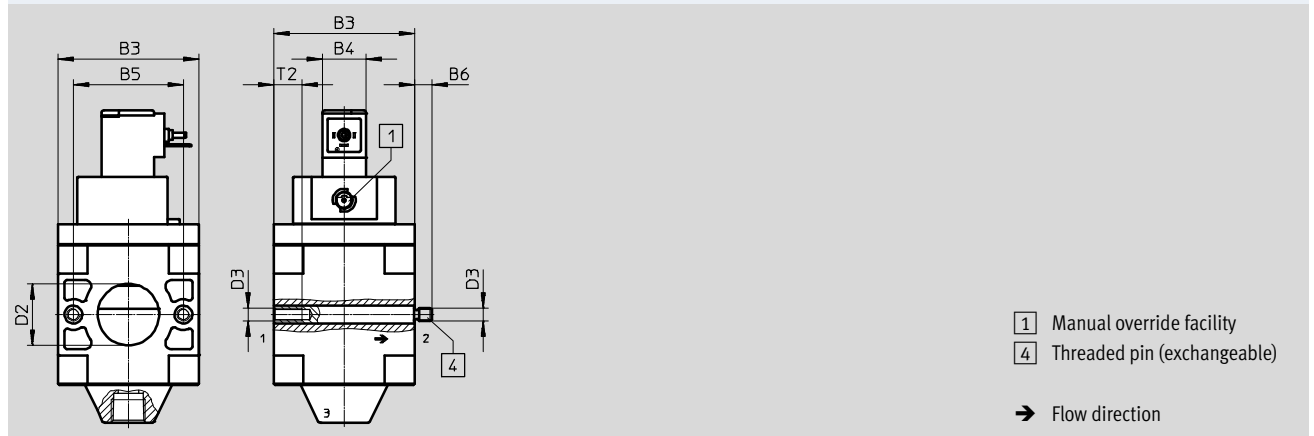 B3
B3
B5
B4
T2
B6
1
D2
D3
D3
1
2
4
3
1 Manual override facility
4 Threaded pin (exchangeable)
→ Flow direction